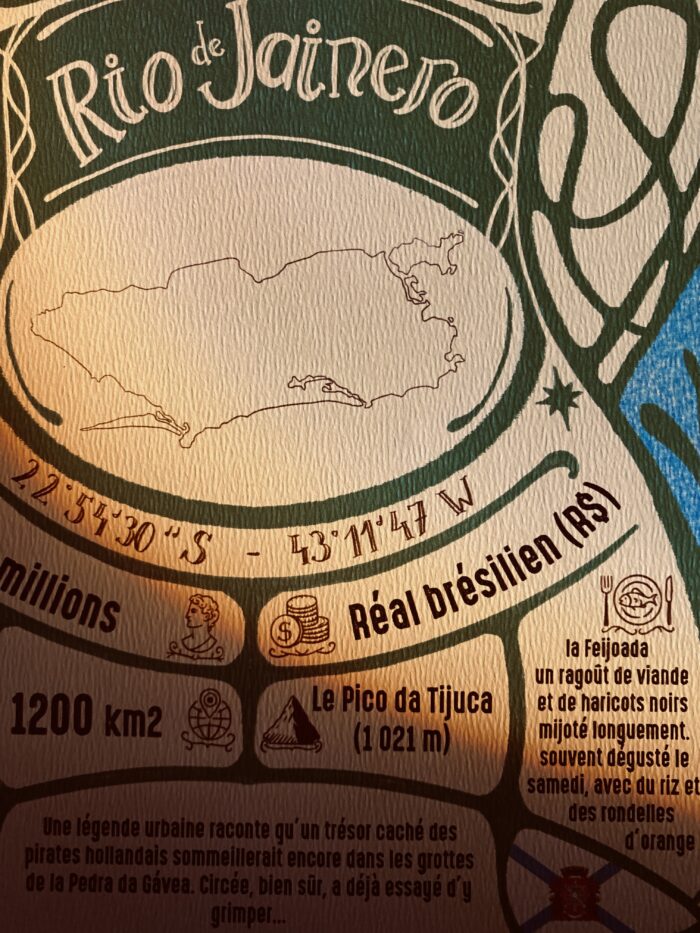 Rio de Jainero
22°54'30"S - 43°11'47 W
millions
Réal brésilien (R$)
1200 km2
Le Pico da Tijuca
(1 021 m)
la Feijoada
un ragoût de viande
et de haricots noirs
mijoté longuement.
souvent dégusté le
samedi, avec du riz et
des rondelles
d'orange
Une légende urbaine raconte qu'un trésor caché des
pirates hollandais sommeillerait encore dans les grottes
de la Pedra da Gávea. Circée, bien sûr, a déjà essayé d'y
grimper...